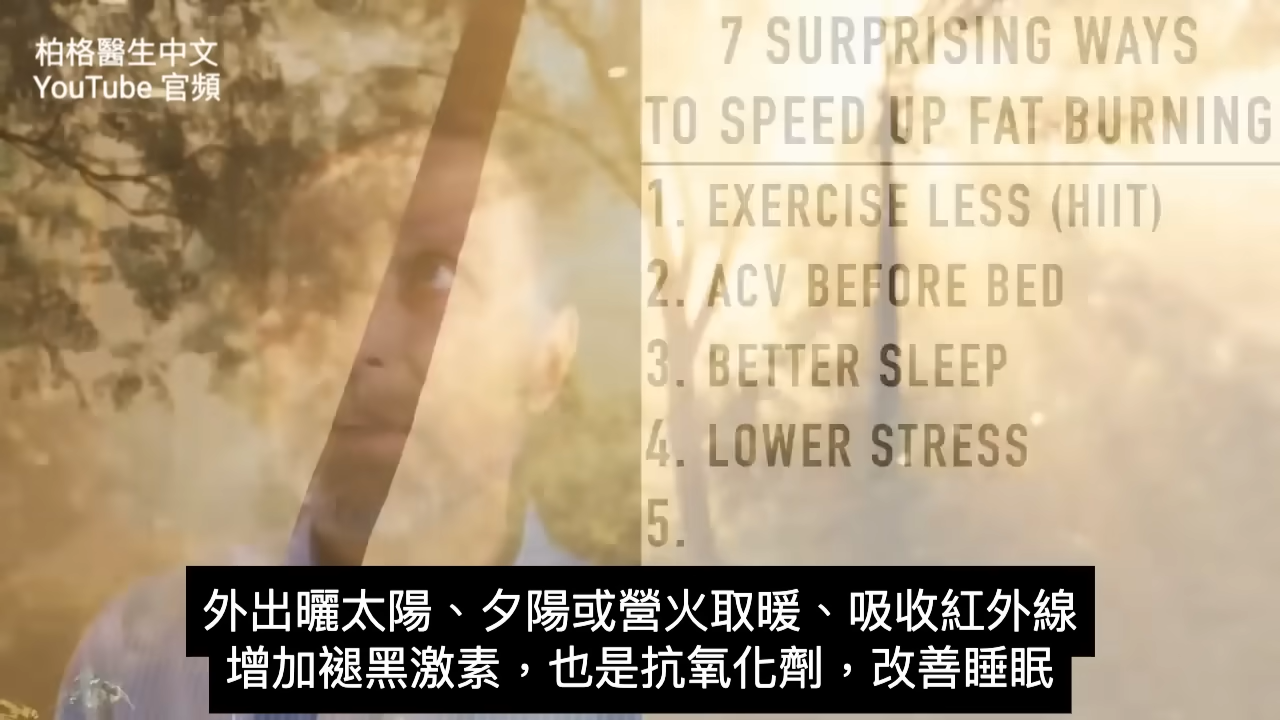 柏格醫生中文
YouTube 官頻
7 SURPRISING WAYS
TO SPEED UP FAT BURNING
1. EXERCISE LESS (HIIT)
2. ACV BEFORE BED
3. BETTER SLEEP
4. LOWER STRESS
5.
外出曬太陽、夕陽或營火取暖、吸收紅外線
增加褪黑激素，也是抗氧化劑，改善睡眠